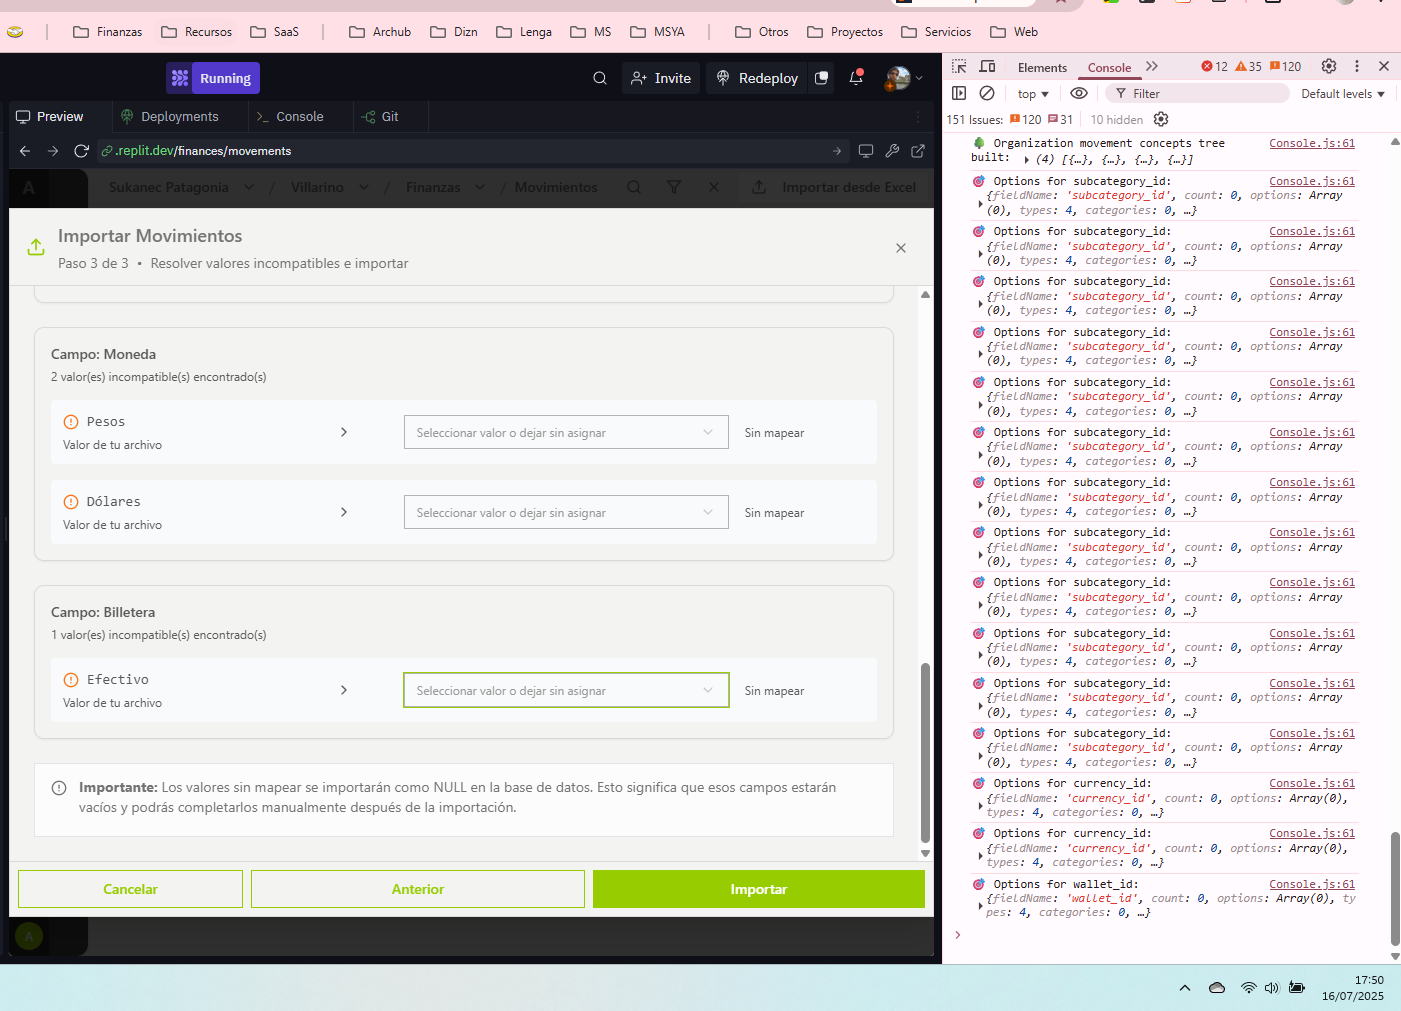 Finanzas Recursos SaaS Archub Dizn Lenga MS MSYA Otros Proyectos Servicios Web
Running
Invite
Redeploy
Preview
Deployments
Console
Git
.replit.dev/finances/movements
A
Sukanec Patagonia / Villarino / Finanzas / Movimientos
Importar desde Excel
Importar Movimientos
Paso 3 de 3 • Resolver valores incompatibles e importar
Campo: Moneda
2 valor(es) incompatible(s) encontrado(s)
Pesos
Valor de tu archivo
Seleccionar valor o dejar sin asignar
Sin mapear
Dólares
Valor de tu archivo
Seleccionar valor o dejar sin asignar
Sin mapear
Campo: Billetera
1 valor(es) incompatible(s) encontrado(s)
Efectivo
Valor de tu archivo
Seleccionar valor o dejar sin asignar
Sin mapear
Importante: Los valores sin mapear se importarán como NULL en la base de datos. Esto significa que esos campos estarán
vacíos y podrás completarlos manualmente después de la importación.
Cancelar
Anterior
Importar
A
Elements Console 12 35 120
top Filter Default levels
151 Issues: 120 31 10 hidden
Organization movement concepts tree Console.js:61
built: (4) [{…}, {…}, {…}, {…}]
Options for subcategory_id: Console.js:61
{fieldName: 'subcategory_id', count: 0, options: Array
(0), types: 4, categories: 0, …}
Options for subcategory_id: Console.js:61
{fieldName: 'subcategory_id', count: 0, options: Array
(0), types: 4, categories: 0, …}
Options for subcategory_id: Console.js:61
{fieldName: 'subcategory_id', count: 0, options: Array
(0), types: 4, categories: 0, …}
Options for subcategory_id: Console.js:61
{fieldName: 'subcategory_id', count: 0, options: Array
(0), types: 4, categories: 0, …}
Options for subcategory_id: Console.js:61
{fieldName: 'subcategory_id', count: 0, options: Array
(0), types: 4, categories: 0, …}
Options for subcategory_id: Console.js:61
{fieldName: 'subcategory_id', count: 0, options: Array
(0), types: 4, categories: 0, …}
Options for subcategory_id: Console.js:61
{fieldName: 'subcategory_id', count: 0, options: Array
(0), types: 4, categories: 0, …}
Options for subcategory_id: Console.js:61
{fieldName: 'subcategory_id', count: 0, options: Array
(0), types: 4, categories: 0, …}
Options for subcategory_id: Console.js:61
{fieldName: 'subcategory_id', count: 0, options: Array
(0), types: 4, categories: 0, …}
Options for subcategory_id: Console.js:61
{fieldName: 'subcategory_id', count: 0, options: Array
(0), types: 4, categories: 0, …}
Options for subcategory_id: Console.js:61
{fieldName: 'subcategory_id', count: 0, options: Array
(0), types: 4, categories: 0, …}
Options for subcategory_id: Console.js:61
{fieldName: 'subcategory_id', count: 0, options: Array
(0), types: 4, categories: 0, …}
Options for currency_id: Console.js:61
{fieldName: 'currency_id', count: 0, options: Array(0),
types: 4, categories: 0, …}
Options for currency_id: Console.js:61
{fieldName: 'currency_id', count: 0, options: Array(0),
types: 4, categories: 0, …}
Options for wallet_id: Console.js:61
{fieldName: 'wallet_id', count: 0, options: Array(0), ty
pes: 4, categories: 0, …}
17:50
16/07/2025